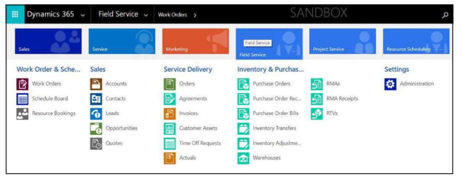 Dynamics 365 Field Service Work Orders SANDBOX
Sales Service Marketing Field Service Project Service Resource Scheduling
Field Service
Work Order & Sche... Sales Service Delivery Inventory & Purchas... Settings
Work Orders Accounts Orders Purchase Orders RMAs Administration
Schedule Board Contacts Agreements Purchase Order Rec... RMA Receipts
Resource Bookings Leads Invoices Purchase Order Bills RTVs
Opportunities Customer Assets Inventory Transfers
Quotes Time Off Requests Inventory Adjustme...
Actuals Warehouses